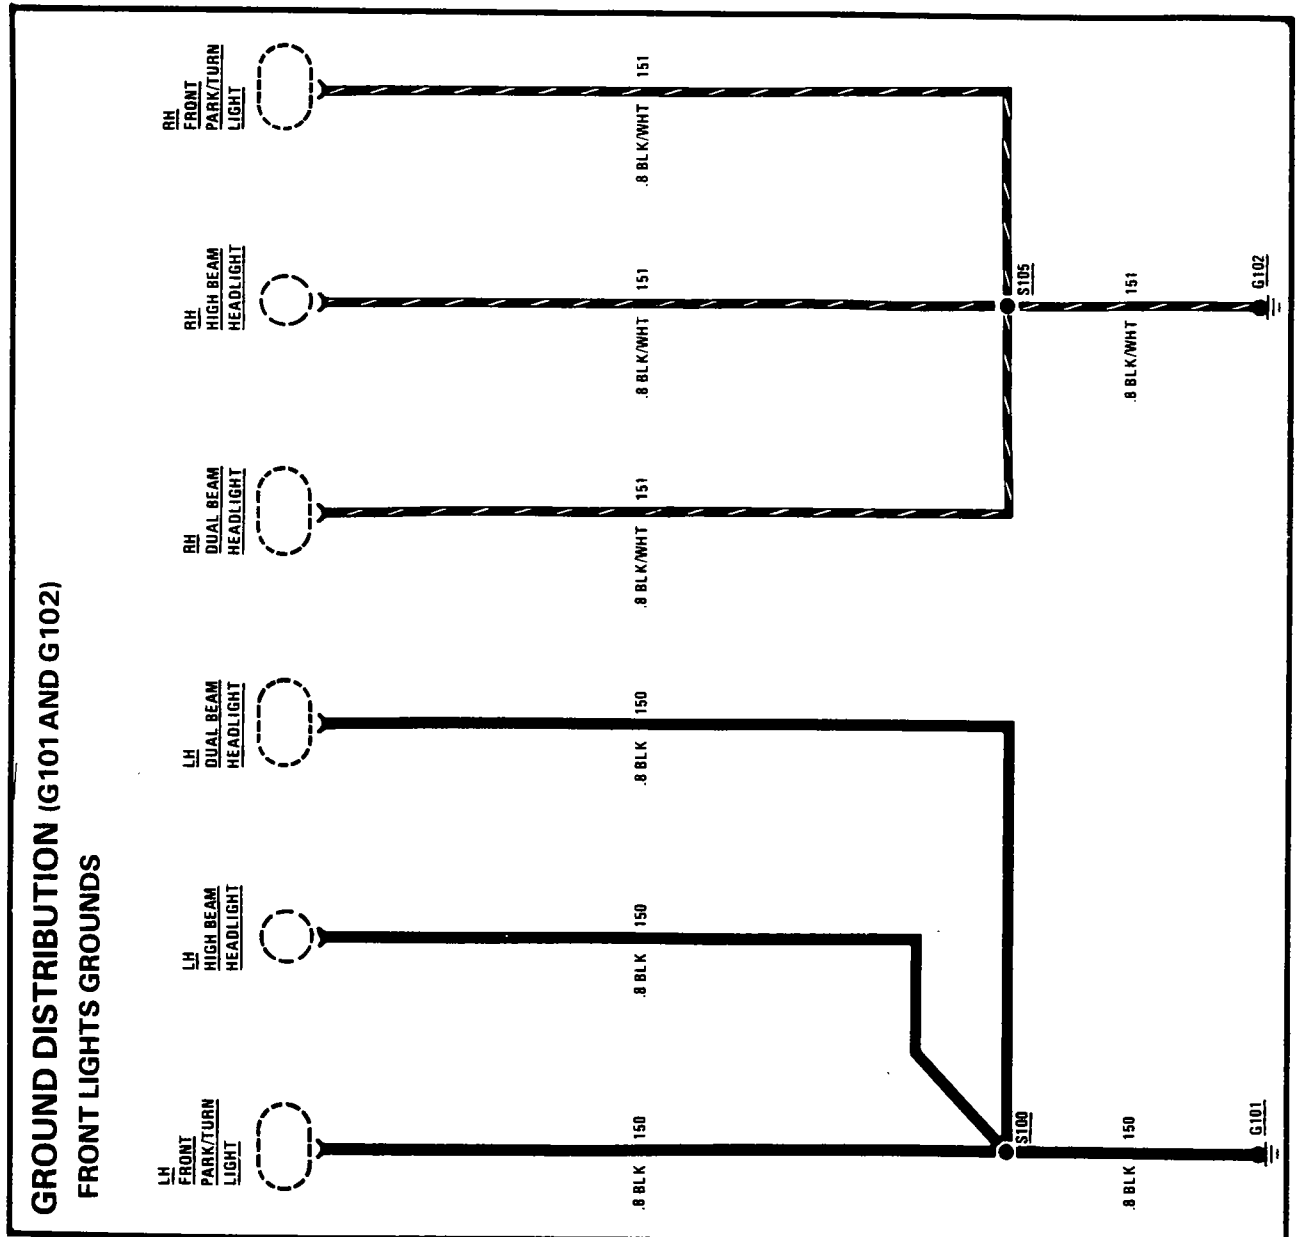 GROUND DISTRIBUTION (G101 AND G102)
FRONT LIGHTS GROUNDS
LH
FRONT
PARK/TURN
LIGHT
LH
HIGH BEAM
HEADLIGHT
LH
DUAL BEAM
HEADLIGHT
RH
DUAL BEAM
HEADLIGHT
RH
HIGH BEAM
HEADLIGHT
RH
FRONT
PARK/TURN
LIGHT
.8 BLK 150
.8 BLK 150
.8 BLK 150
.8 BLK/WHT 151
.8 BLK/WHT 151
.8 BLK/WHT 151
S100
S105
.8 BLK 150
.8 BLK/WHT 151
G101
G102